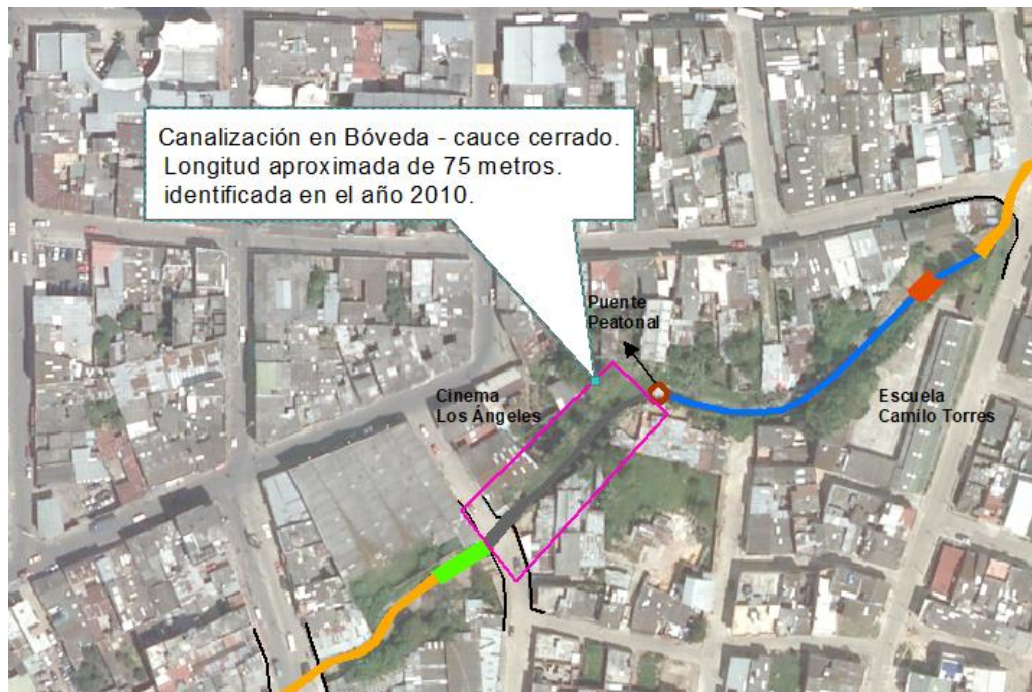 Canalización en Bóveda - cauce cerrado.
Longitud aproximada de 75 metros.
identificada en el año 2010.
Puente
Peatonal
Cinema
Los Ángeles
Escuela
Camilo Torres